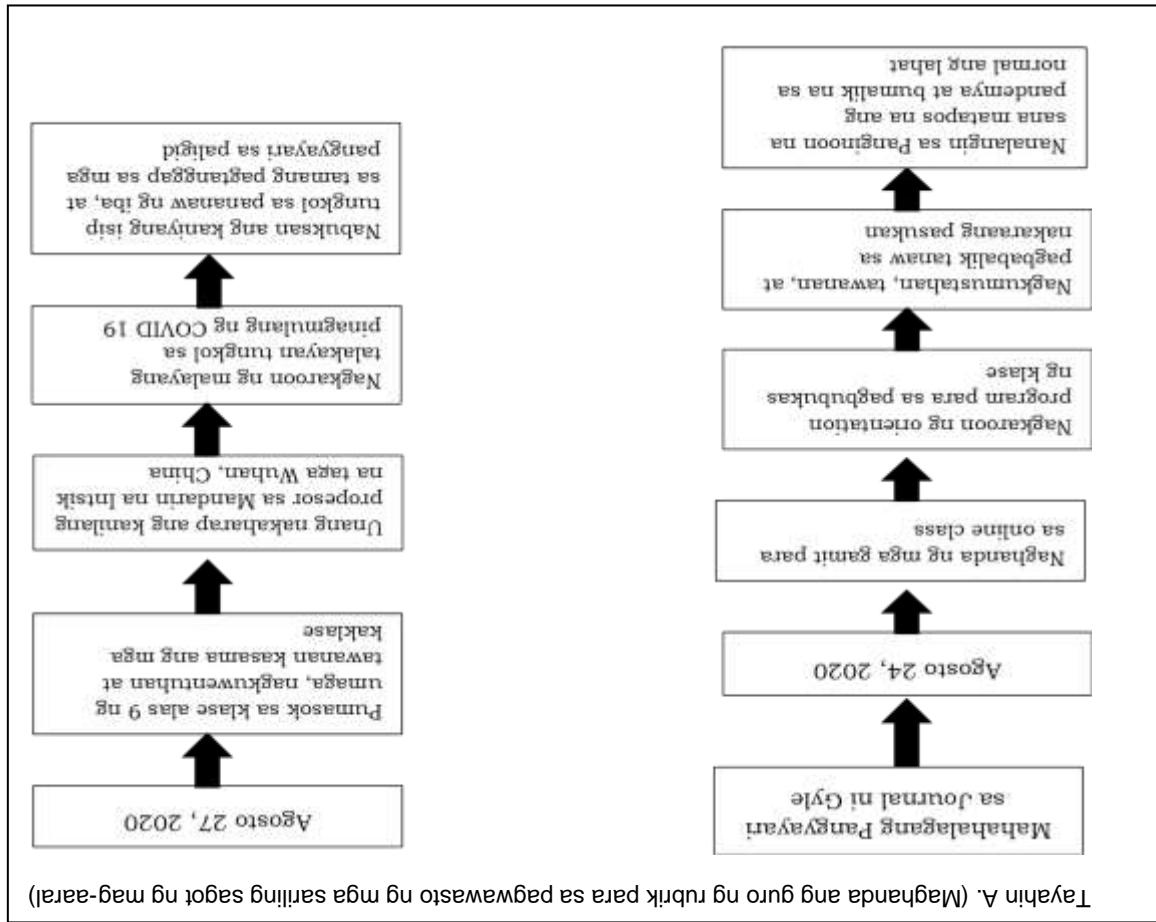 Tayahin A. (Maghanda ang guro ng rubrik para sa pagwawasto ng mga sariling sagot ng mag-aaral)
Mahahalagang Pangyayari
sa Journal ni Gyle
Agosto 24, 2020
Naghanda ng mga gamit para
sa online class
Nagkaroon ng orientation
program para sa pagbubukas
ng klase
Nagkumustahan, tawanan, at
pagbabalik tanaw sa
nakaraang pasukan
Nanalangin sa Panginoon na
sana matapos na ang
pandemya at bumalik na sa
normal ang lahat
Agosto 27, 2020
Pumasok sa klase alas 9 ng
umaga, nagkuwentuhan at
tawanan kasama ang mga
kaklase
Unang nakaharap ang kanilang
propesor sa Mandarin na Intsik
na taga Wuhan, China
Nagkaroon ng malayang
talakayan tungkol sa
pinagmulang ng COVID 19
Nabuksan ang kaniyang isip
tungkol sa pananaw ng iba, at
sa tamang pagtanggap sa mga
pangyayari sa paligid